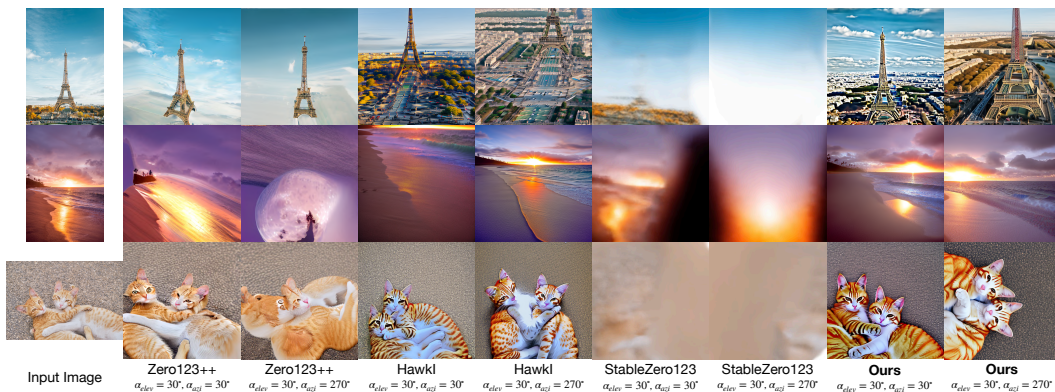 Input Image
Zero123++
α_elev = 30°, α_azi = 30°
Zero123++
α_elev = 30°, α_azi = 270°
HawkI
α_elev = 30°, α_azi = 30°
HawkI
α_elev = 30°, α_azi = 270°
StableZero123
α_elev = 30°, α_azi = 30°
StableZero123
α_elev = 30°, α_azi = 270°
Ours
α_elev = 30°, α_azi = 30°
Ours
α_elev = 30°, α_azi = 270°